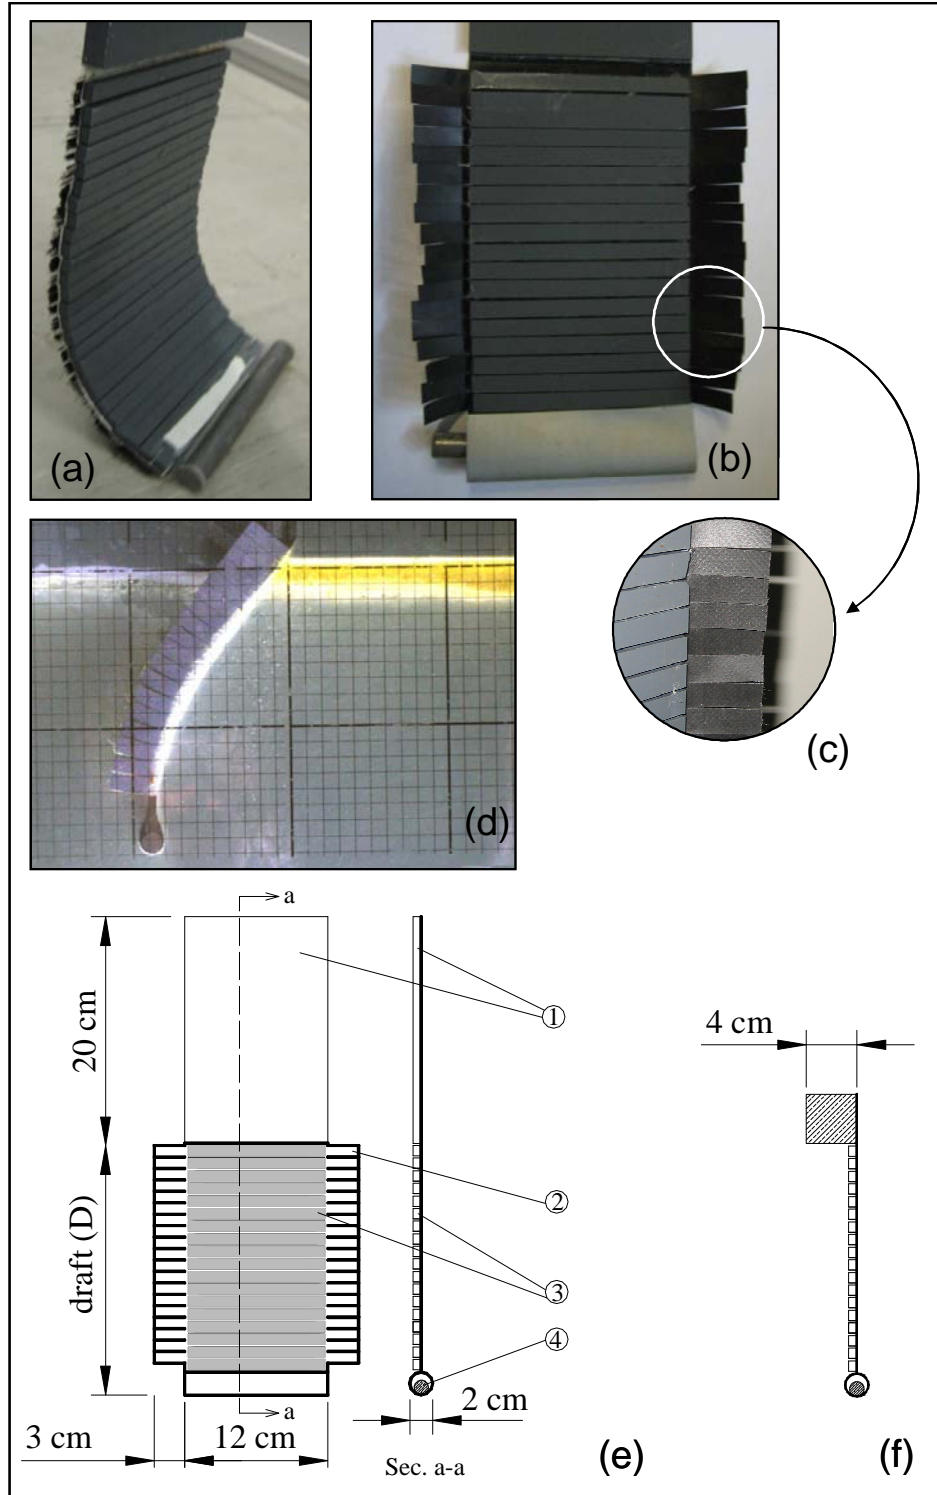 (a)
(b)
(c)
(d)
a
20 cm
draft (D)
①
②
③
④
a
3 cm
12 cm
2 cm
Sec. a-a
(e)
4 cm
(f)